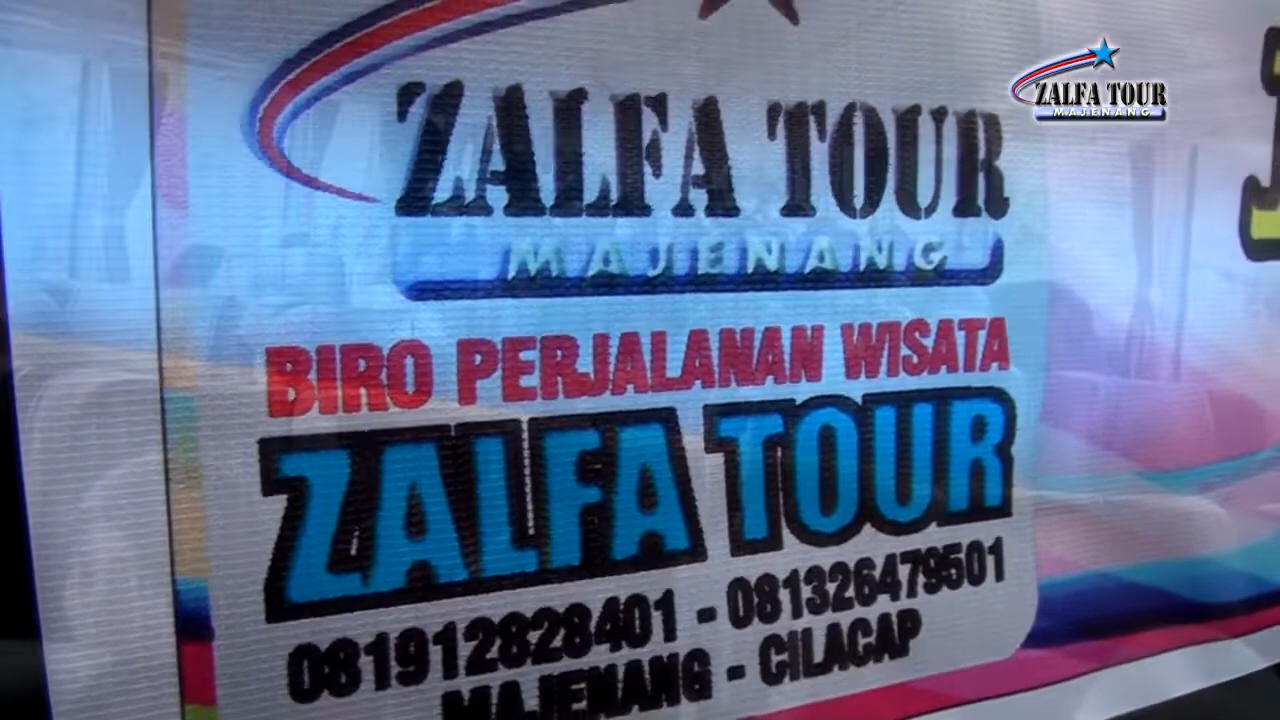 ZALFA TOUR
MAJENANG
ZALFA TOUR
MAJENANG
BIRO PERJALANAN WISATA
ZALFA TOUR
081912828401 - 081326479501
MAJENANG - CILACAP